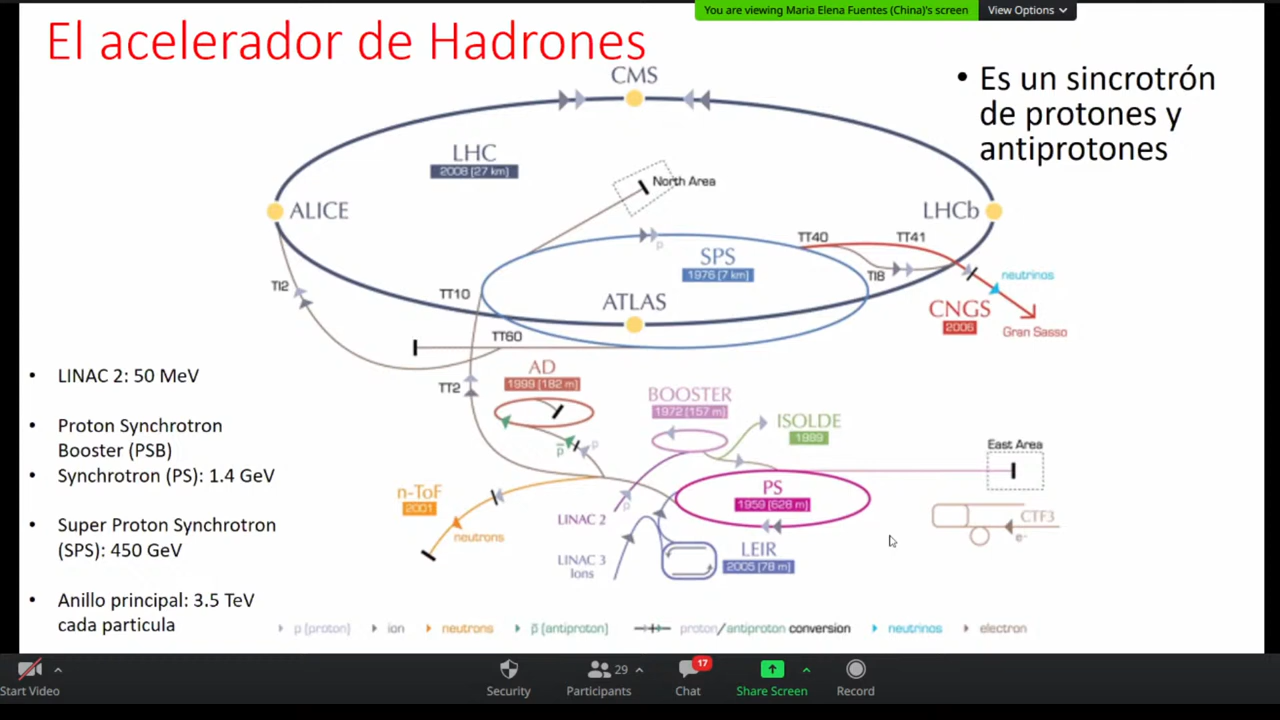 You are viewing Maria Elena Fuentes (China)'s screen
View Options
El acelerador de Hadrones
• Es un sincrotrón
de protones y
antiprotones
CMS
LHC
2008 (27 km)
North Area
ALICE
LHCb
TT40
TT41
SPS
1976 (7 km)
p
TI8
neutrinos
TI2
TT10
ATLAS
CNGS
2006
Gran Sasso
TT60
• LINAC 2: 50 MeV
• Proton Synchrotron
Booster (PSB)
• Synchrotron (PS): 1.4 GeV
• Super Proton Synchrotron
(SPS): 450 GeV
• Anillo principal: 3.5 TeV
cada particula
AD
1999 (182 m)
TT2
BOOSTER
1972 (157 m)
ISOLDE
1989
p
p̅
East Area
n-ToF
2001
PS
1959 (628 m)
LINAC 2
p
neutrons
CTF3
e-
LEIR
2005 (78 m)
LINAC 3
Ions
p (proton)
ion
neutrons
p̅ (antiproton)
proton/antiproton conversion
neutrinos
electron
Start Video
Security
29
Participants
17
Chat
Share Screen
Record